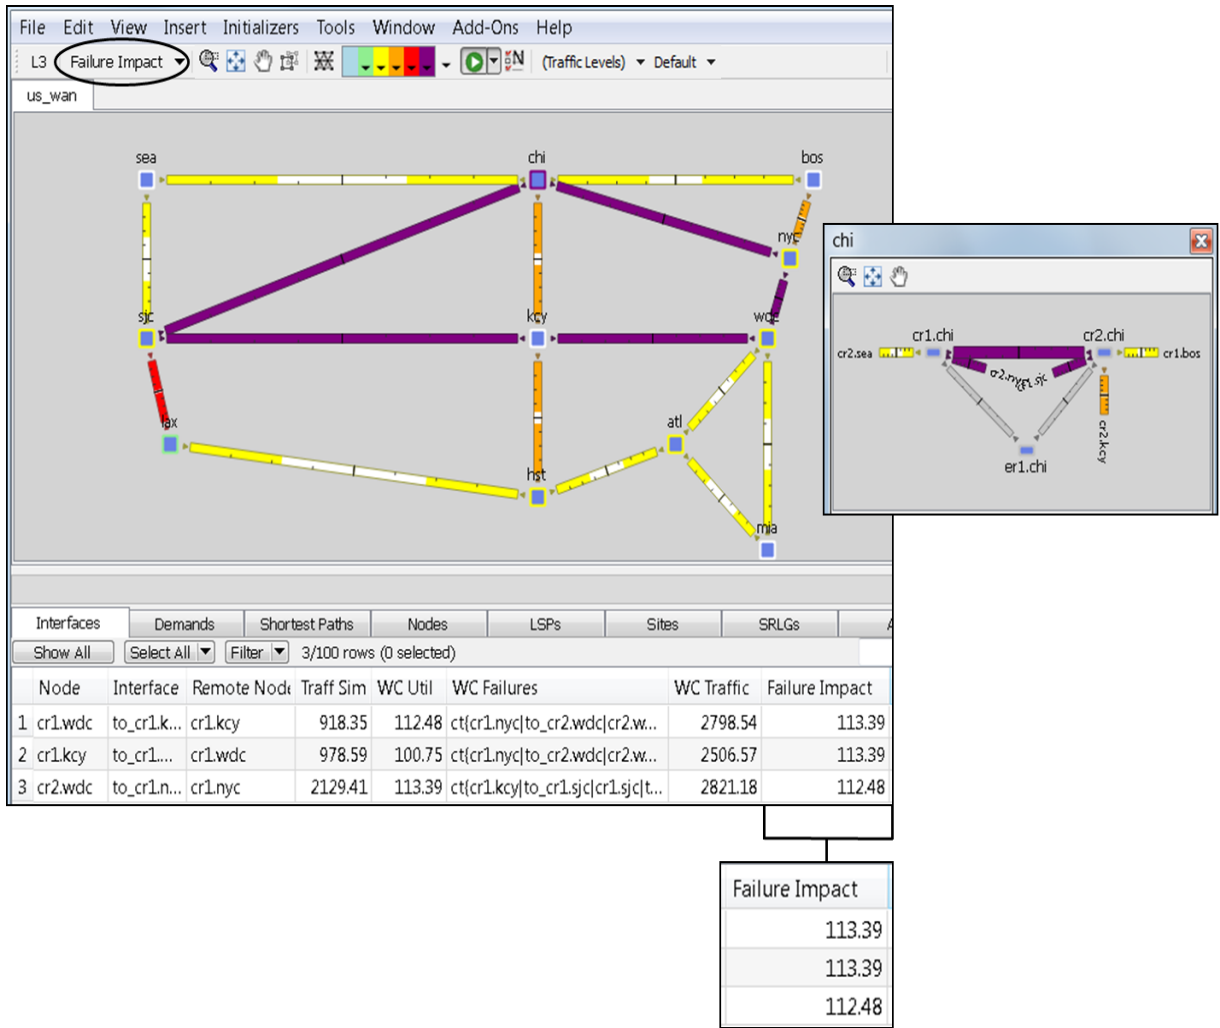 File Edit View Insert Initializers Tools Window Add-Ons Help
L3 Failure Impact (Traffic Levels) Default
us_wan
sea chi bos
nyc
sjc kcy wdc
lax atl
hst
mia
chi
cr1.chi cr2.chi
cr2.sea cr1.bos
cr2.kcy
er1.chi
Interfaces Demands Shortest Paths Nodes LSPs Sites SRLGs
Show All Select All Filter 3/100 rows (0 selected)
Node Interface Remote Node Traff Sim WC Util WC Failures WC Traffic Failure Impact
1 cr1.wdc to_cr1.k... cr1.kcy 918.35 112.48 ct{cr1.nyc|to_cr2.wdc|cr2.w... 2798.54 113.39
2 cr1.kcy to_cr1.... cr1.wdc 978.59 100.75 ct{cr1.nyc|to_cr2.wdc|cr2.w... 2506.57 113.39
3 cr2.wdc to_cr1.n... cr1.nyc 2129.41 113.39 ct{cr1.kcy|to_cr1.sjc|cr1.sjc|t... 2821.18 112.48
Failure Impact
113.39
113.39
112.48